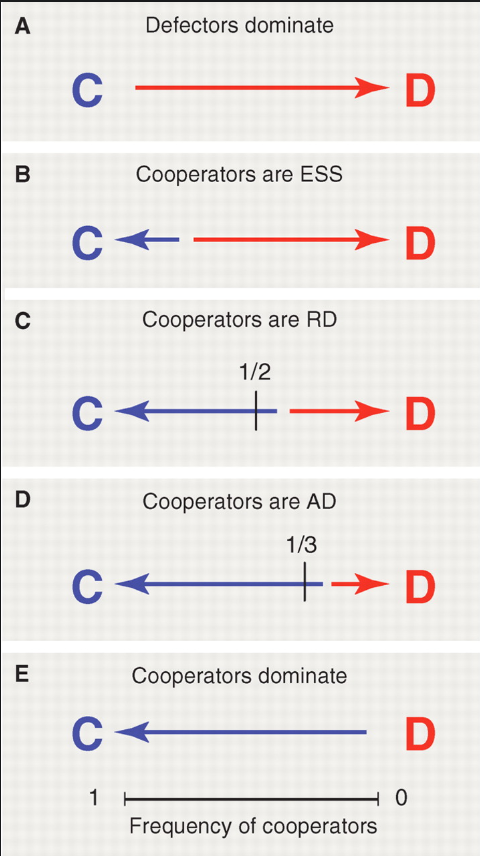 A
Defectors dominate
C D
B
Cooperators are ESS
C D
C
Cooperators are RD
1/2
C D
D
Cooperators are AD
1/3
C D
E
Cooperators dominate
C D
1 0
Frequency of cooperators